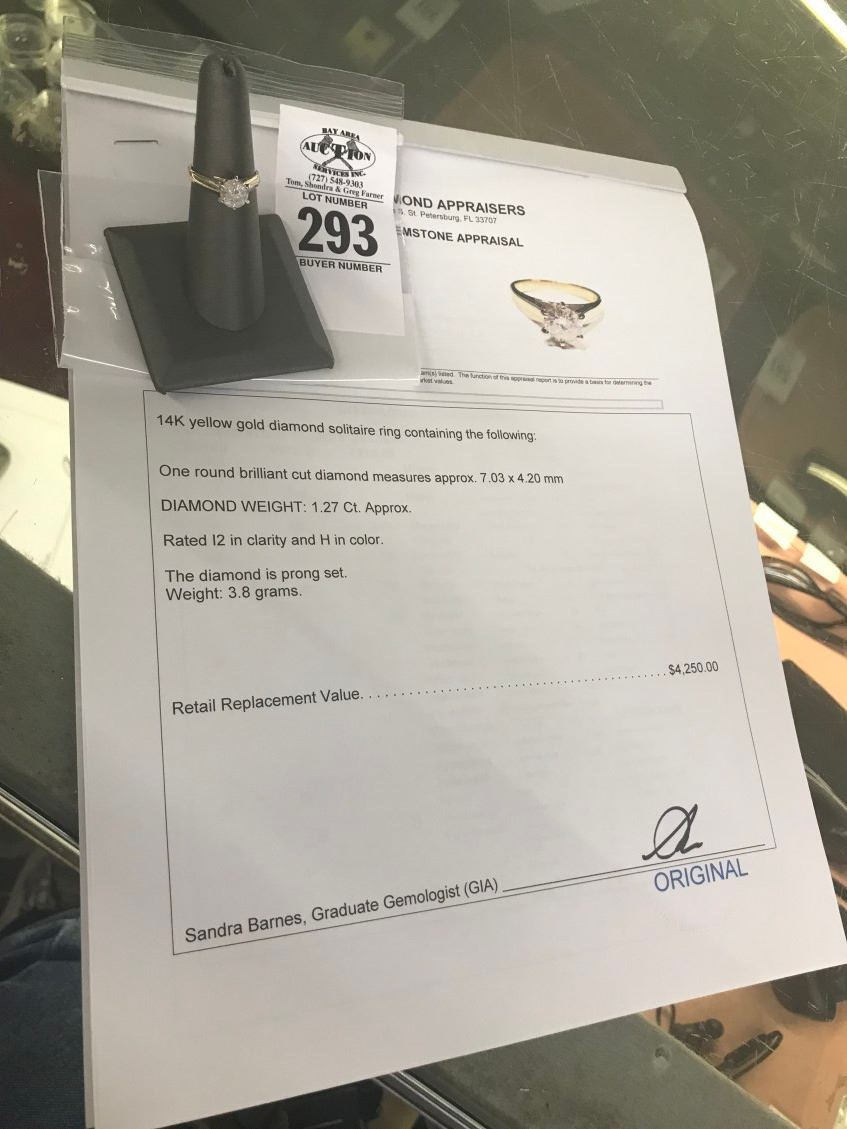 BAY AREA
AUCTION
SERVICES INC.
(727) 548-9303
Tom, Shondra & Greg Farner
LOT NUMBER
293
BUYER NUMBER
MOND APPRAISERS
S. St. Petersburg, FL 33707
EMSTONE APPRAISAL
listed. The function of this appraisal report is to provide a basis for determining the
values.
14K yellow gold diamond solitaire ring containing the following:
One round brilliant cut diamond measures approx. 7.03 x 4.20 mm
DIAMOND WEIGHT: 1.27 Ct. Approx.
Rated I2 in clarity and H in color.
The diamond is prong set.
Weight: 3.8 grams.
Retail Replacement Value. . . . . . . . . . . . . . . . . . . . . . . . . . . . . . . . . . . . . . . . $4,250.00
Sandra Barnes, Graduate Gemologist (GIA)
ORIGINAL